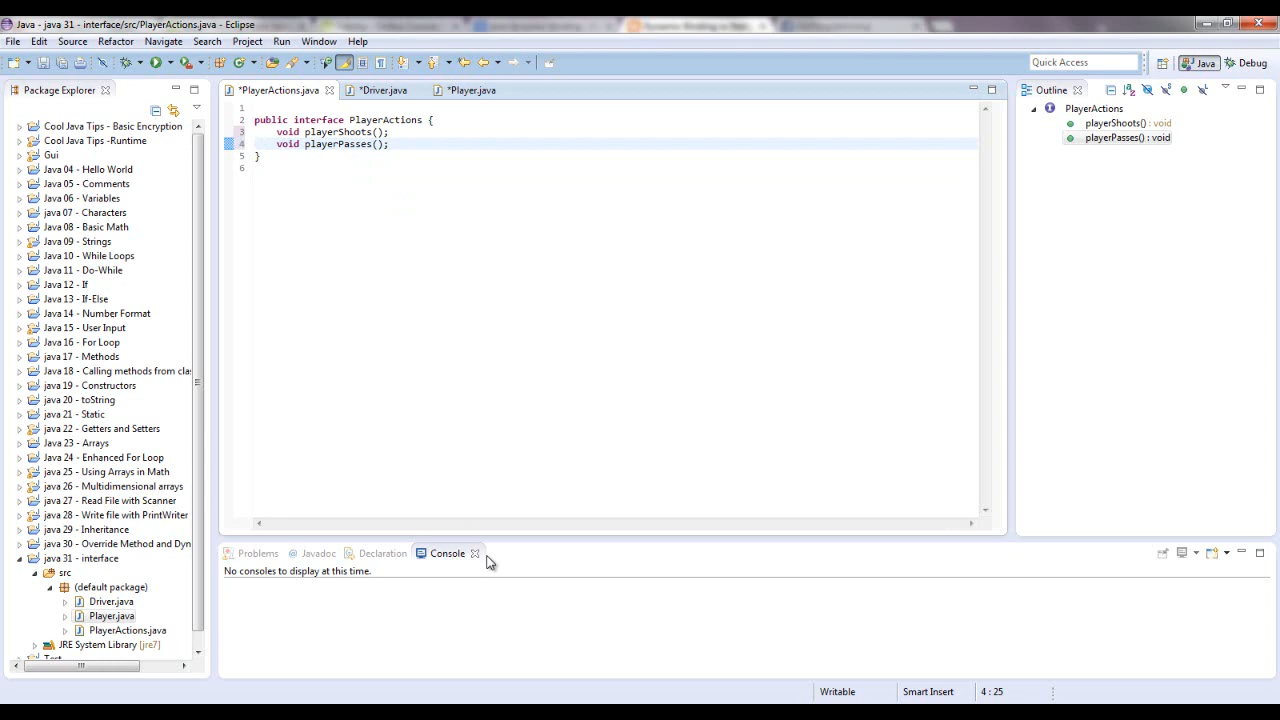 Java - java 31 - interface/src/PlayerActions.java - Eclipse
File Edit Source Refactor Navigate Search Project Run Window Help
Quick Access
Java
Debug
Package Explorer
Cool Java Tips - Basic Encryption
Cool Java Tips -Runtime
Gui
Java 04 - Hello World
Java 05 - Comments
Java 06 - Variables
java 07 - Characters
Java 08 - Basic Math
Java 09 - Strings
Java 10 - While Loops
Java 11 - Do-While
Java 12 - If
Java 13 - If-Else
Java 14 - Number Format
Java 15 - User Input
Java 16 - For Loop
java 17 - Methods
Java 18 - Calling methods from clas
java 19 - Constructors
java 20 - toString
java 21 - Static
java 22 - Getters and Setters
Java 23 - Arrays
Java 24 - Enhanced For Loop
java 25 - Using Arrays in Math
java 26 - Multidimensional arrays
java 27 - Read File with Scanner
java 28 - Write file with PrintWriter
java 29 - Inheritance
java 30 - Override Method and Dyn
java 31 - interface
src
(default package)
Driver.java
Player.java
PlayerActions.java
JRE System Library [jre7]
*PlayerActions.java
*Driver.java
*Player.java
1
2 public interface PlayerActions {
3 void playerShoots();
4 void playerPasses();
5 }
6
Outline
PlayerActions
playerShoots() : void
playerPasses() : void
Problems
Javadoc
Declaration
Console
No consoles to display at this time.
Writable
Smart Insert
4 : 25